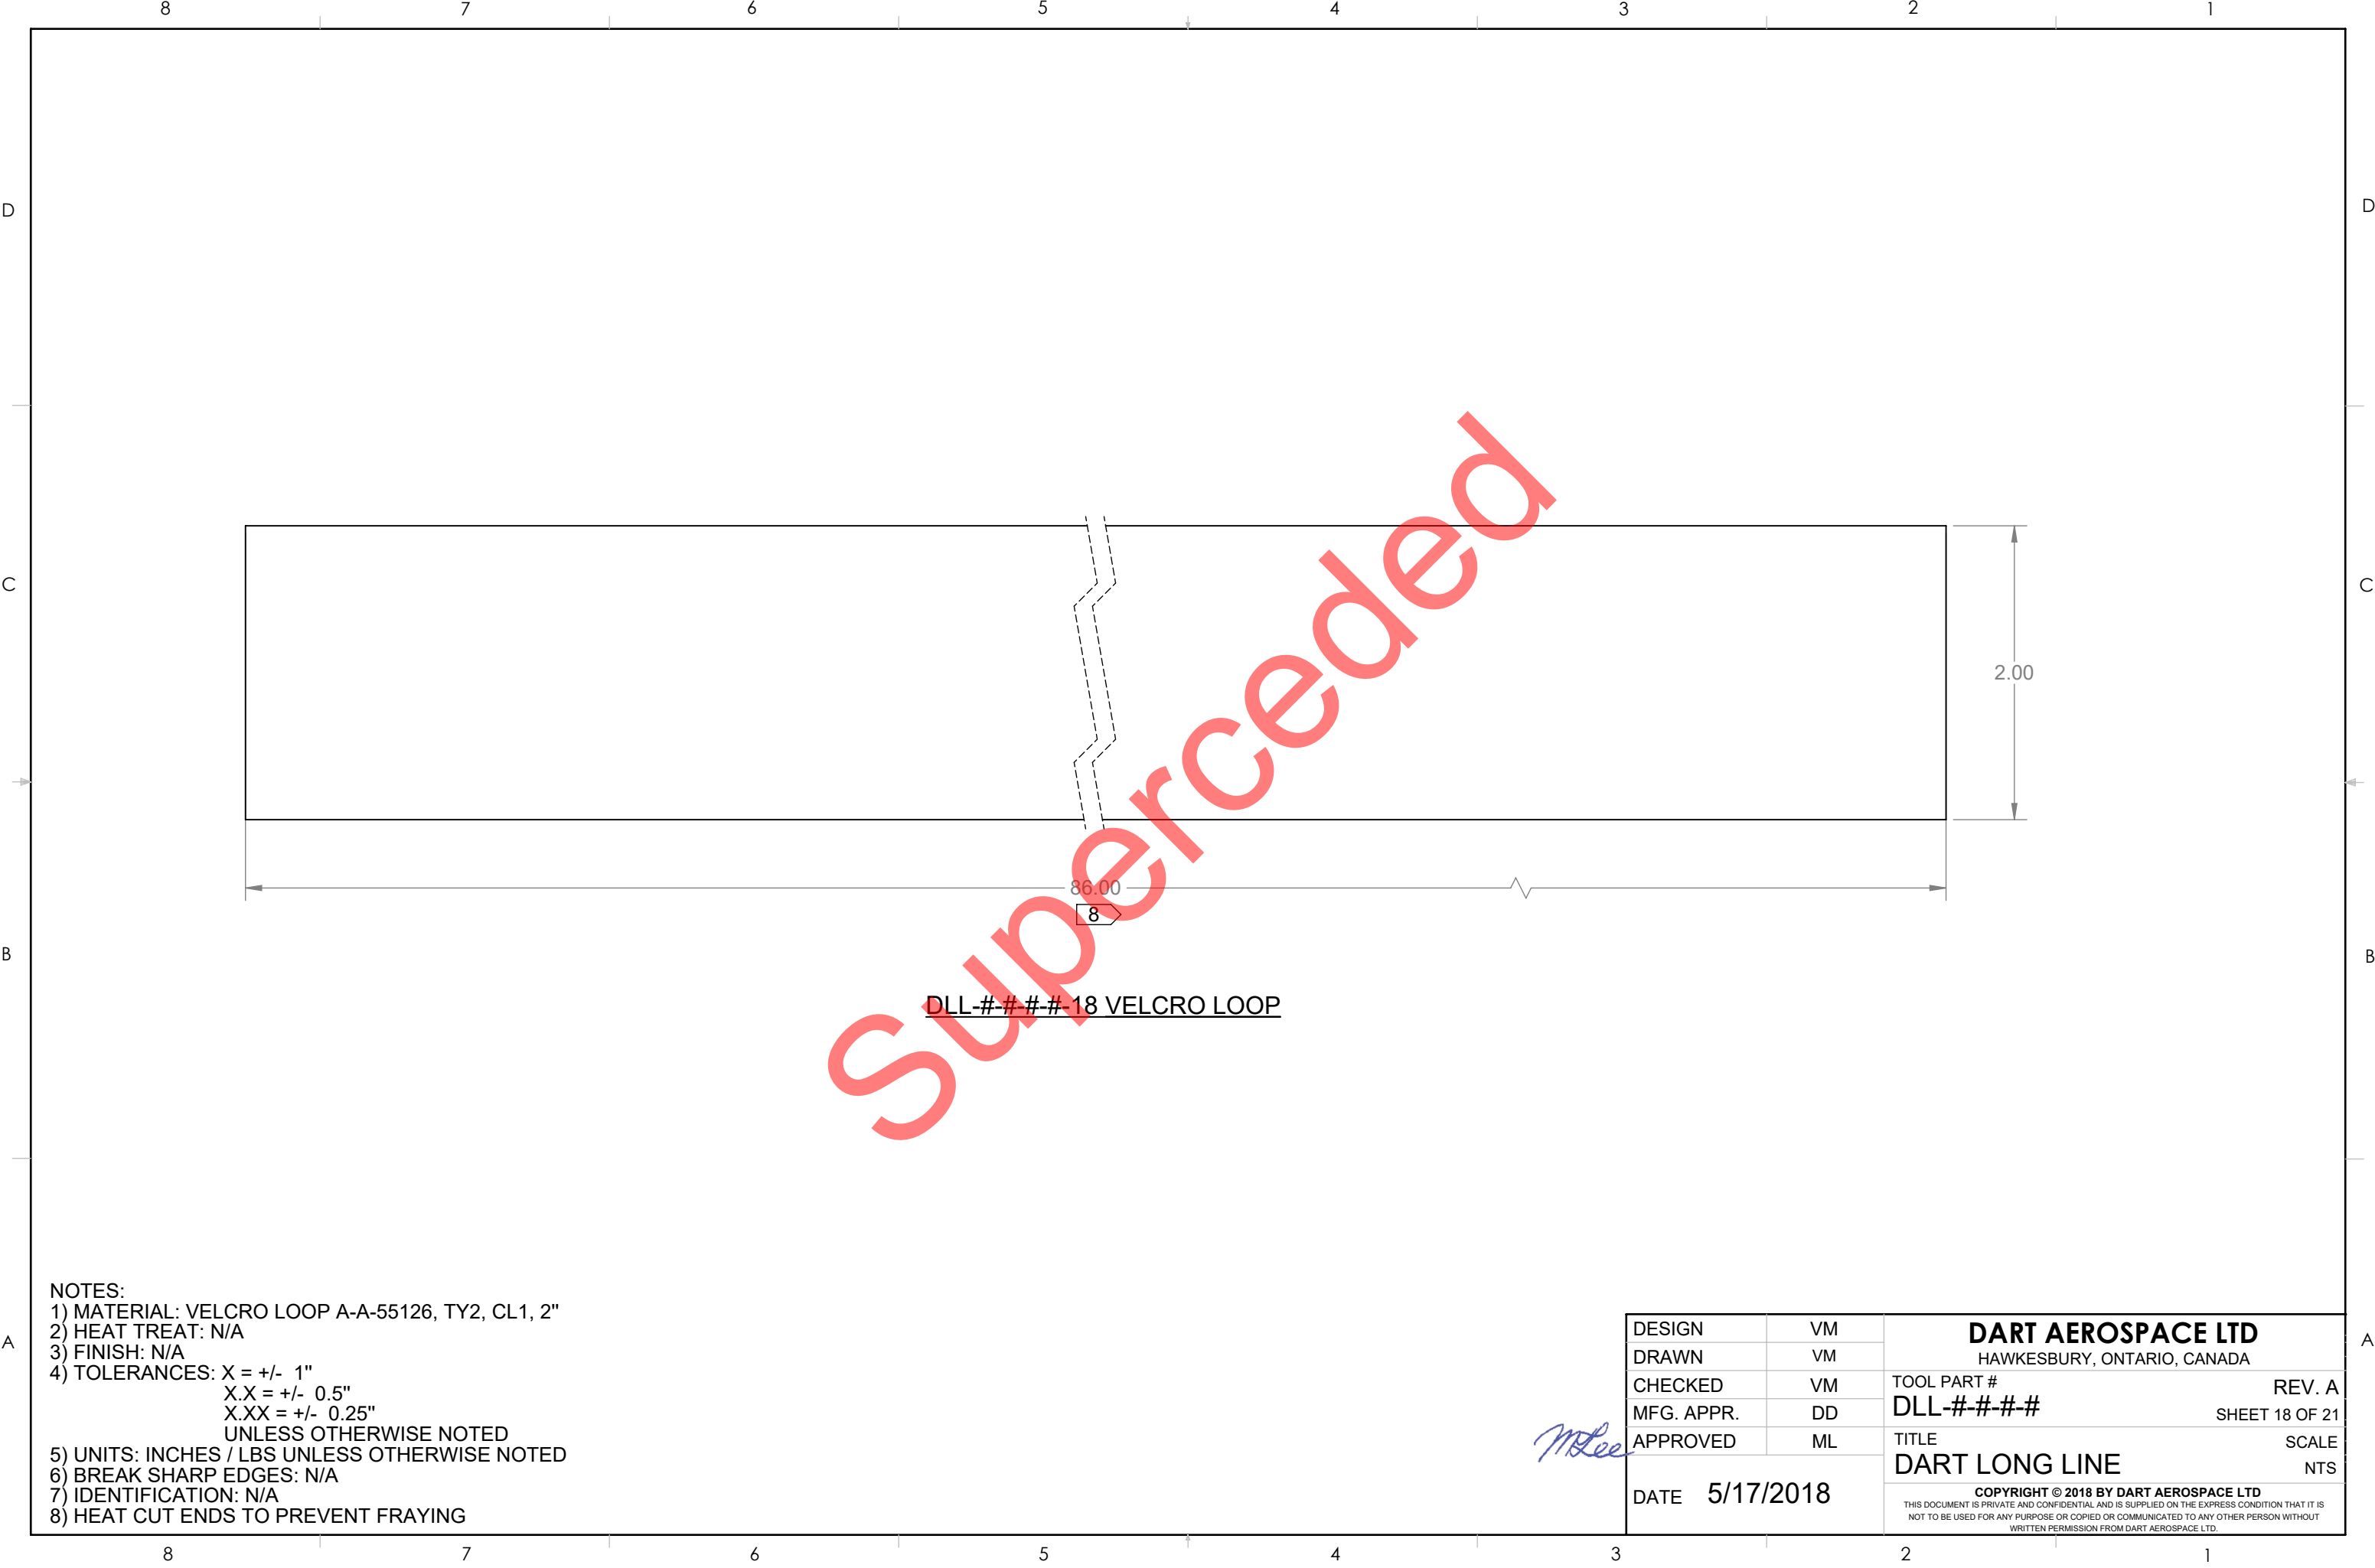 8 7 6 5 4 3 2 1
D D
C C
2.00
86.00
8
B B
DLL-#-#-#-#-18 VELCRO LOOP
Superceded
NOTES:
1) MATERIAL: VELCRO LOOP A-A-55126, TY2, CL1, 2"
2) HEAT TREAT: N/A
3) FINISH: N/A
4) TOLERANCES: X = +/- 1"
X.X = +/- 0.5"
X.XX = +/- 0.25"
UNLESS OTHERWISE NOTED
5) UNITS: INCHES / LBS UNLESS OTHERWISE NOTED
6) BREAK SHARP EDGES: N/A
7) IDENTIFICATION: N/A
8) HEAT CUT ENDS TO PREVENT FRAYING
A A
DESIGN VM
DRAWN VM
CHECKED VM
MFG. APPR. DD
MLee APPROVED ML
DATE 5/17/2018
DART AEROSPACE LTD
HAWKESBURY, ONTARIO, CANADA
TOOL PART # REV. A
DLL-#-#-#-# SHEET 18 OF 21
TITLE SCALE
DART LONG LINE NTS
COPYRIGHT © 2018 BY DART AEROSPACE LTD
THIS DOCUMENT IS PRIVATE AND CONFIDENTIAL AND IS SUPPLIED ON THE EXPRESS CONDITION THAT IT IS
NOT TO BE USED FOR ANY PURPOSE OR COPIED OR COMMUNICATED TO ANY OTHER PERSON WITHOUT
WRITTEN PERMISSION FROM DART AEROSPACE LTD.
8 7 6 5 4 3 2 1